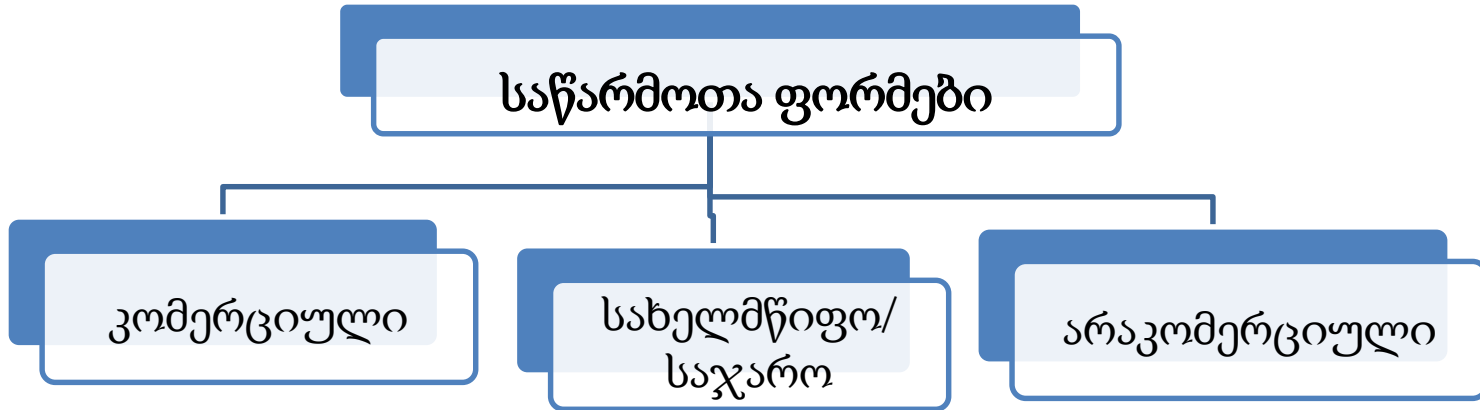 საწარმოთა ფორმები
კომერციული
სახელმწიფო/
საჯარო
არაკომერციული